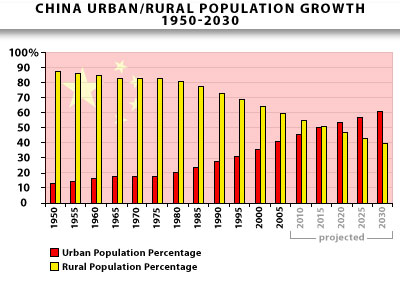 CHINA URBAN/RURAL POPULATION GROWTH
1950-2030
100%
90
80
70
60
50
40
30
20
10
0
1950 1955 1960 1965 1970 1975 1980 1985 1990 1995 2000 2005 2010 2015 2020 2025 2030
projected
Urban Population Percentage
Rural Population Percentage